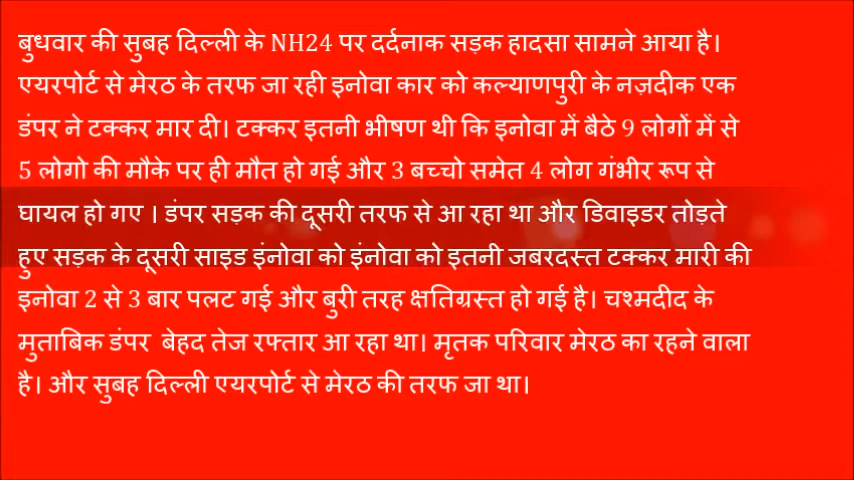 बुधवार की सुबह दिल्ली के NH24 पर दर्दनाक सड़क हादसा सामने आया है।
एयरपोर्ट से मेरठ के तरफ जा रही इनोवा कार को कल्याणपुरी के नज़दीक एक
डंपर ने टक्कर मार दी। टक्कर इतनी भीषण थी कि इनोवा में बैठे 9 लोगों में से
5 लोगो की मौके पर ही मौत हो गई और 3 बच्चो समेत 4 लोग गंभीर रूप से
घायल हो गए । डंपर सड़क की दूसरी तरफ से आ रहा था और डिवाइडर तोड़ते
हुए सड़क के दूसरी साइड इंनोवा को इंनोवा को इतनी जबरदस्त टक्कर मारी की
इनोवा 2 से 3 बार पलट गई और बुरी तरह क्षतिग्रस्त हो गई है। चश्मदीद के
मुताबिक डंपर  बेहद तेज रफ्तार आ रहा था। मृतक परिवार मेरठ का रहने वाला
है। और सुबह दिल्ली एयरपोर्ट से मेरठ की तरफ जा था।